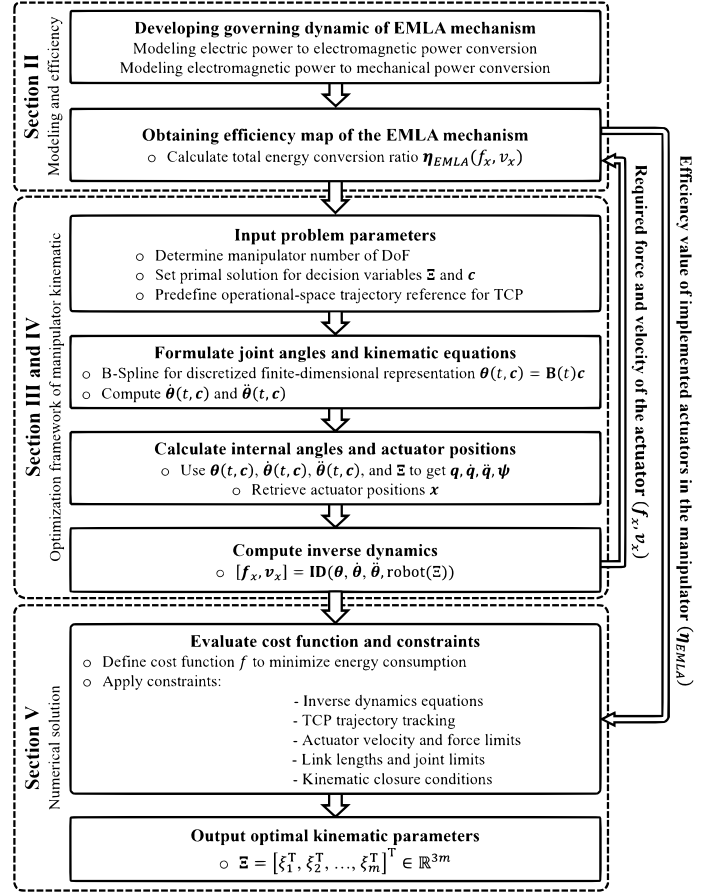 Section II
Modeling and efficiency
Developing governing dynamic of EMLA mechanism
Modeling electric power to electromagnetic power conversion
Modeling electromagnetic power to mechanical power conversion
Obtaining efficiency map of the EMLA mechanism
○ Calculate total energy conversion ratio η_EMLA(f_x, v_x)
Section III and IV
Optimization framework of manipulator kinematic
Input problem parameters
○ Determine manipulator number of DoF
○ Set primal solution for decision variables Ξ and c
○ Predefine operational-space trajectory reference for TCP
Formulate joint angles and kinematic equations
○ B-Spline for discretized finite-dimensional representation θ(t, c) = B(t)c
○ Compute θ̇(t, c) and θ̈(t, c)
Calculate internal angles and actuator positions
○ Use θ(t, c), θ̇(t, c), θ̈(t, c), and Ξ to get q, q̇, q̈, ψ
○ Retrieve actuator positions x
Compute inverse dynamics
○ [f_x, v_x] = ID(θ, θ̇, θ̈, robot(Ξ))
Section V
Numerical solution
Evaluate cost function and constraints
○ Define cost function f to minimize energy consumption
○ Apply constraints:
- Inverse dynamics equations
- TCP trajectory tracking
- Actuator velocity and force limits
- Link lengths and joint limits
- Kinematic closure conditions
Output optimal kinematic parameters
○ Ξ = [ξ₁ᵀ, ξ₂ᵀ, …, ξₘᵀ]ᵀ ∈ ℝ³ᵐ
Required force and velocity of the actuator (f_x, v_x)
Efficiency value of implemented actuators in the manipulator (η_EMLA)